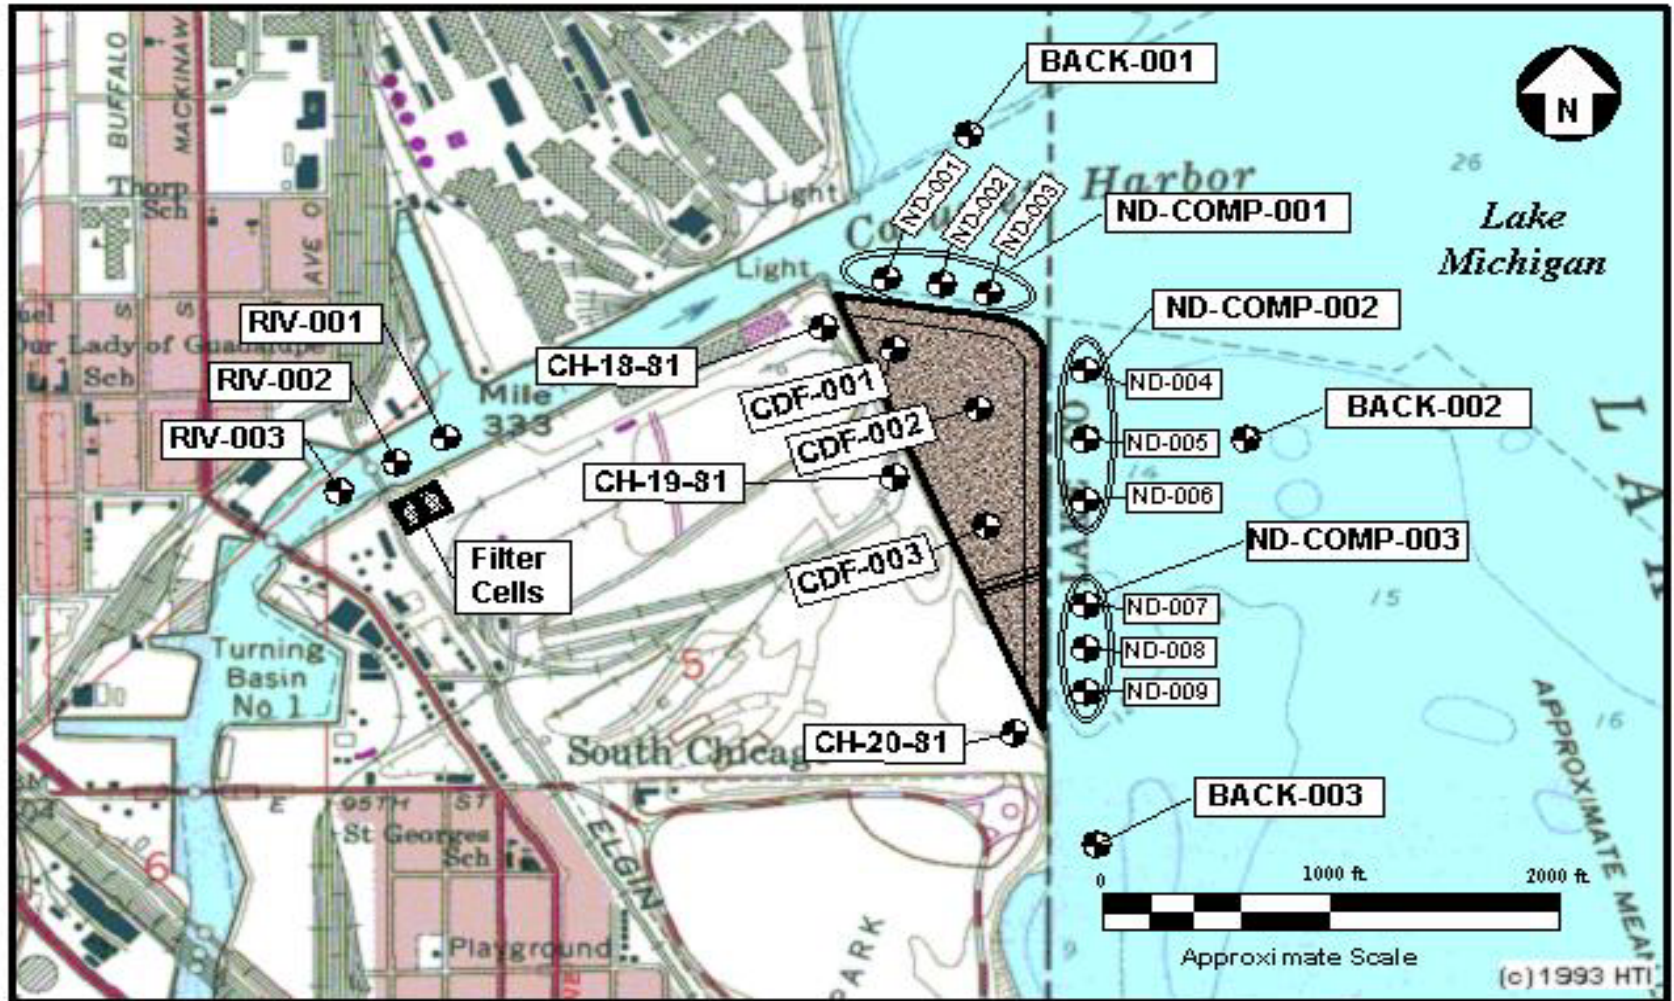 BUFFALO
MACKINAW
BACK-001
N
Thorp
Sch
AVE O
Light
ND-001
ND-002
ND-003
Harbor
ND-COMP-001
26
Lake
Michigan
Light
RIV-001
Our Lady of Guadalupe
Sch
RIV-002
RIV-003
Mile
333
CH-18-81
CDF-001
CDF-002
CH-19-81
CDF-003
ND-COMP-002
ND-004
ND-005
ND-006
BACK-002
14
ND-COMP-003
ND-007
ND-008
ND-009
15
16
Filter
Cells
Turning
Basin
No 1
5
South Chicago
CH-20-81
BACK-003
0
1000 ft.
2000 ft.
Approximate Scale
E
95TH
ST
St Georges
Sch
ELGIN
6
Playground
PARK
9
APPROXIMATE MEAN
(c)1993 HTI